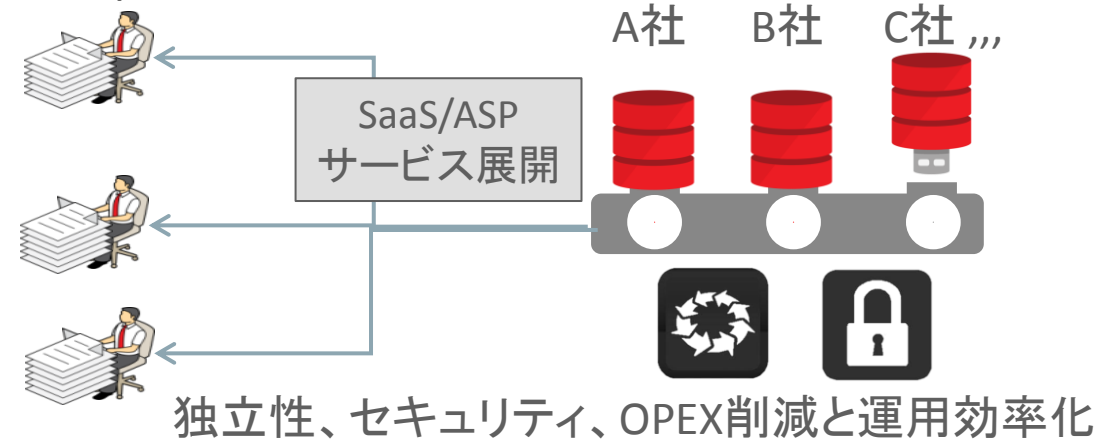 A社 B社 C社 ,,,
SaaS/ASP
サービス展開
独立性、セキュリティ、OPEX削減と運用効率化